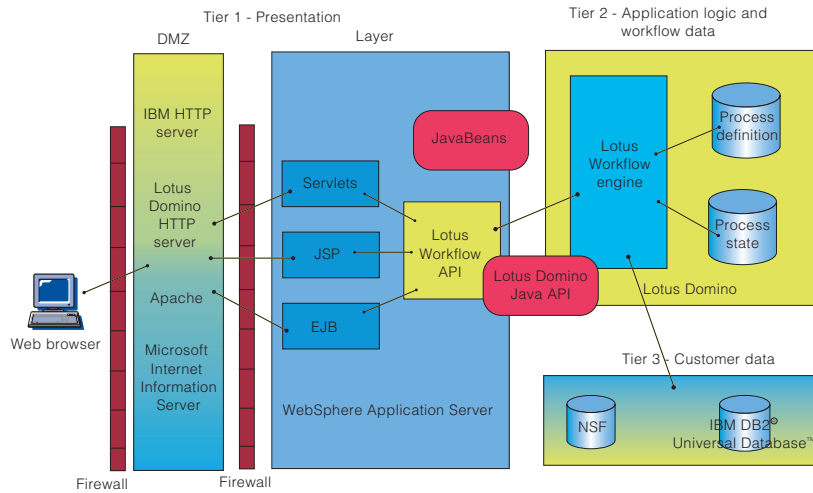 Tier 1 - Presentation
Layer
DMZ
Tier 2 - Application logic and
workflow data
IBM HTTP
server
Lotus
Domino
HTTP
server
Apache
Microsoft
Internet
Information
Server
Web browser
Firewall
Firewall
Servlets
JSP
EJB
Lotus
Workflow
API
WebSphere Application Server
JavaBeans
Lotus Domino
Java API
Lotus
Workflow
engine
Process
definition
Process
state
Lotus Domino
Tier 3 - Customer data
NSF
IBM DB2®
Universal Database™